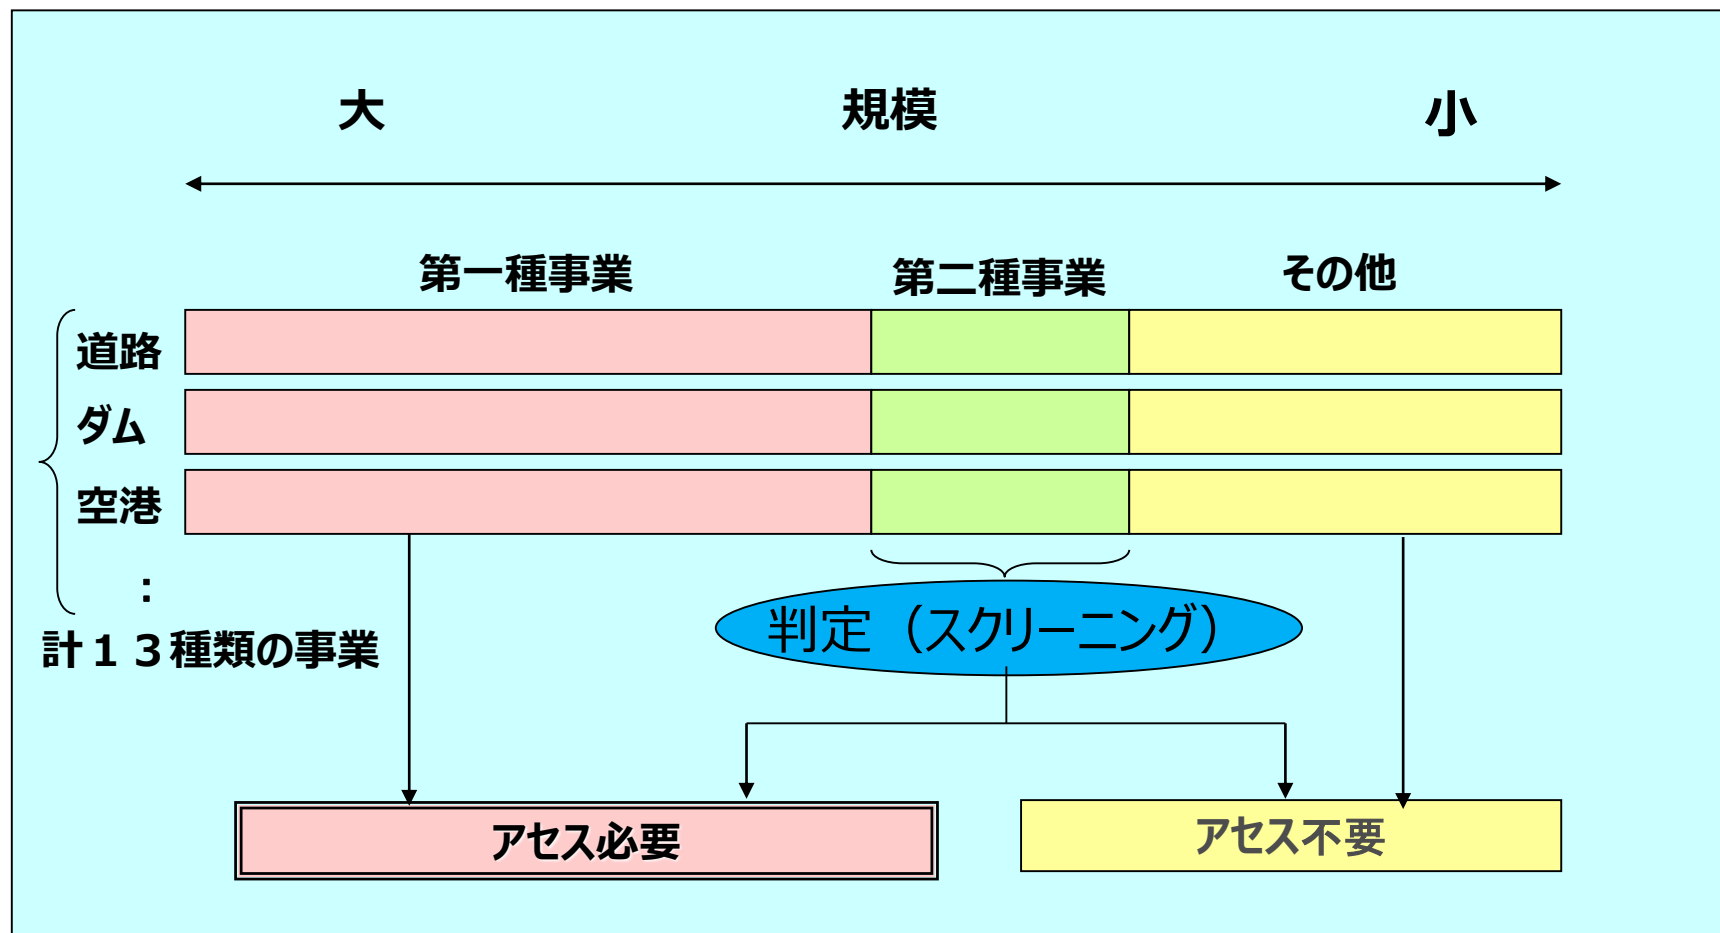 大 規模 小
第一種事業 第二種事業 その他
道路
ダム
空港
：
計１３種類の事業
判定（スクリーニング）
アセス必要 アセス不要